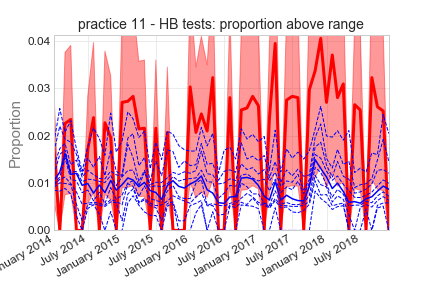 practice 11 - HB tests: proportion above range
Proportion
0.04
0.03
0.02
0.01
0.00
anuary 2014
July 2014
January 2015
July 2015
January 2016
July 2016
January 2017
July 2017
January 2018
July 2018